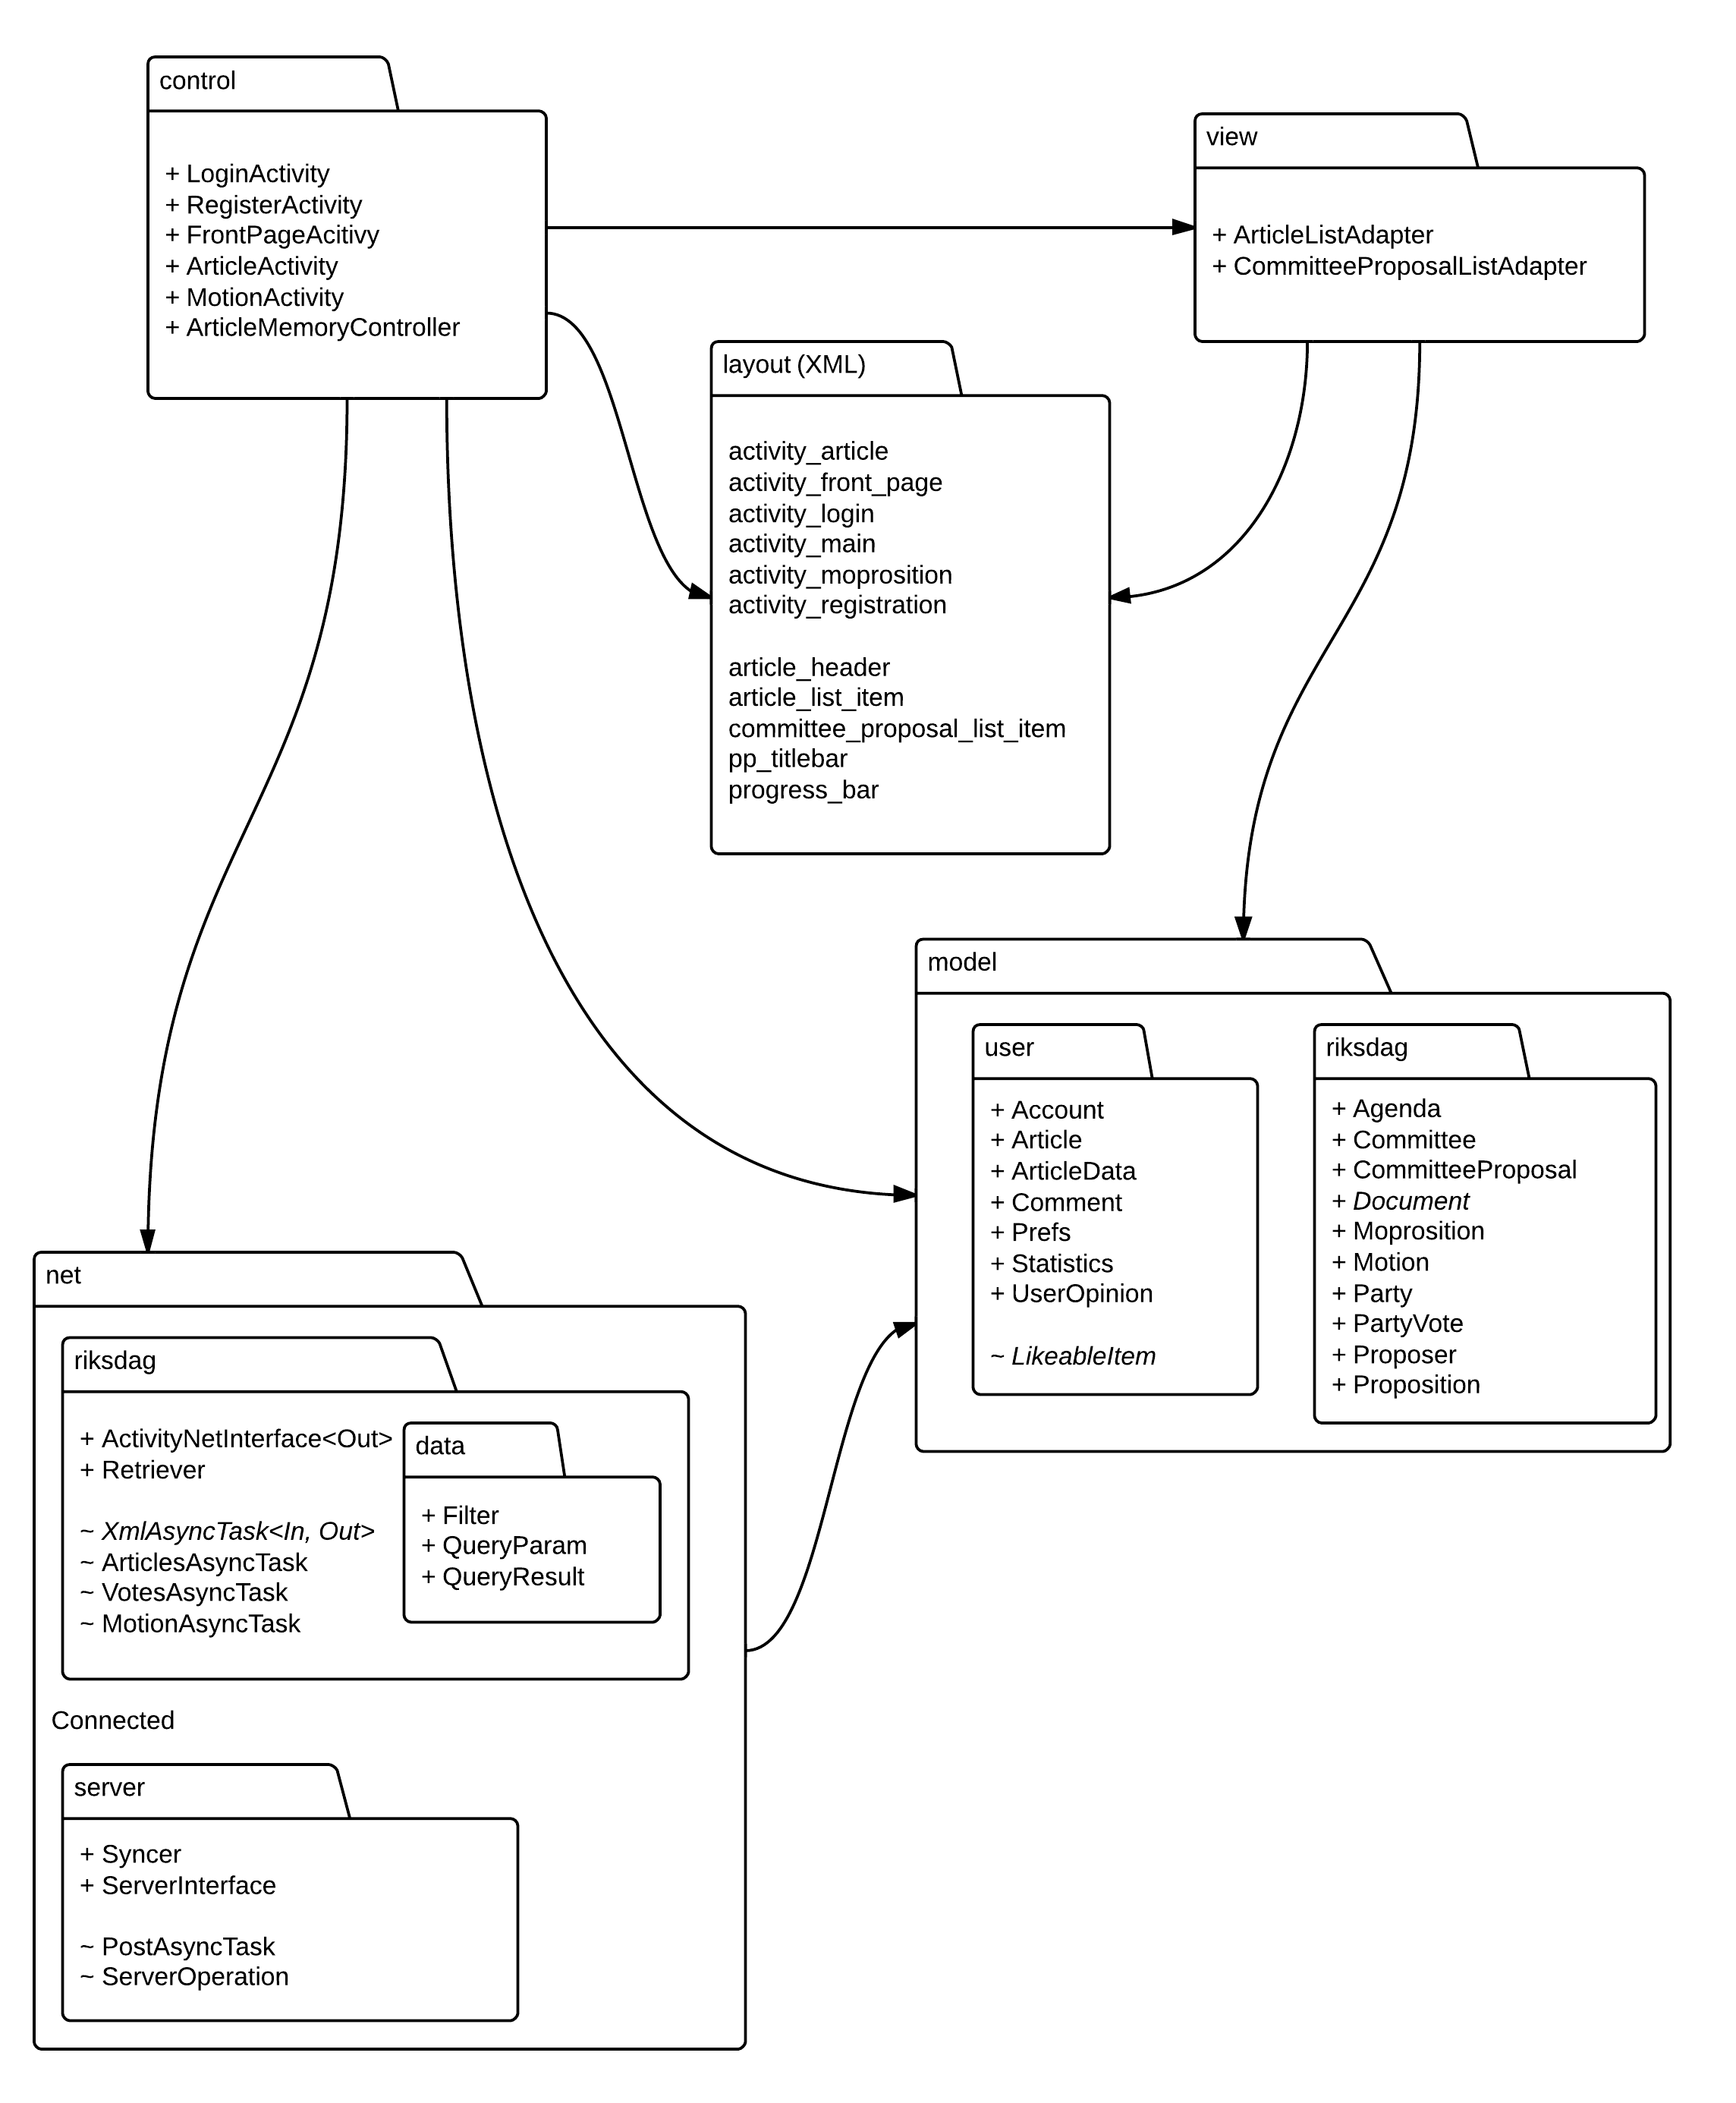 control
+ LoginActivity
+ RegisterActivity
+ FrontPageAcitivy
+ ArticleActivity
+ MotionActivity
+ ArticleMemoryController
view
+ ArticleListAdapter
+ CommitteeProposalListAdapter
layout (XML)
activity_article
activity_front_page
activity_login
activity_main
activity_moprosition
activity_registration
article_header
article_list_item
committee_proposal_list_item
pp_titlebar
progress_bar
model
user
+ Account
+ Article
+ ArticleData
+ Comment
+ Prefs
+ Statistics
+ UserOpinion
~ LikeableItem
riksdag
+ Agenda
+ Committee
+ CommitteeProposal
+ Document
+ Moprosition
+ Motion
+ Party
+ PartyVote
+ Proposer
+ Proposition
net
riksdag
+ ActivityNetInterface<Out>
+ Retriever
~ XmlAsyncTask<In, Out>
~ ArticlesAsyncTask
~ VotesAsyncTask
~ MotionAsyncTask
data
+ Filter
+ QueryParam
+ QueryResult
Connected
server
+ Syncer
+ ServerInterface
~ PostAsyncTask
~ ServerOperation